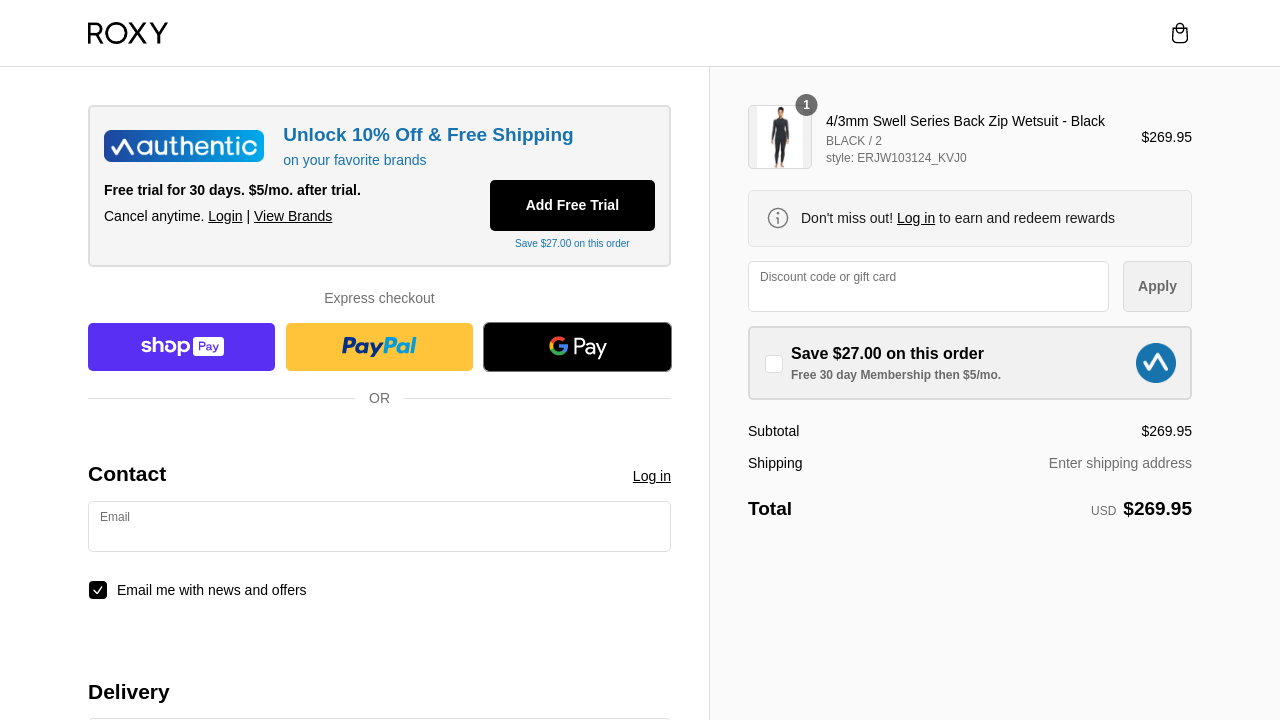 ROXY
authentic
Unlock 10% Off & Free Shipping
on your favorite brands
Free trial for 30 days. $5/mo. after trial.
Cancel anytime. Login | View Brands
Add Free Trial
Save $27.00 on this order
Express checkout
shop Pay
PayPal
G Pay
OR
Contact
Log in
Email
Email me with news and offers
Delivery
1
4/3mm Swell Series Back Zip Wetsuit - Black
BLACK / 2
style: ERJW103124_KVJ0
$269.95
Don't miss out! Log in to earn and redeem rewards
Discount code or gift card
Apply
Save $27.00 on this order
Free 30 day Membership then $5/mo.
Subtotal
$269.95
Shipping
Enter shipping address
Total
USD $269.95